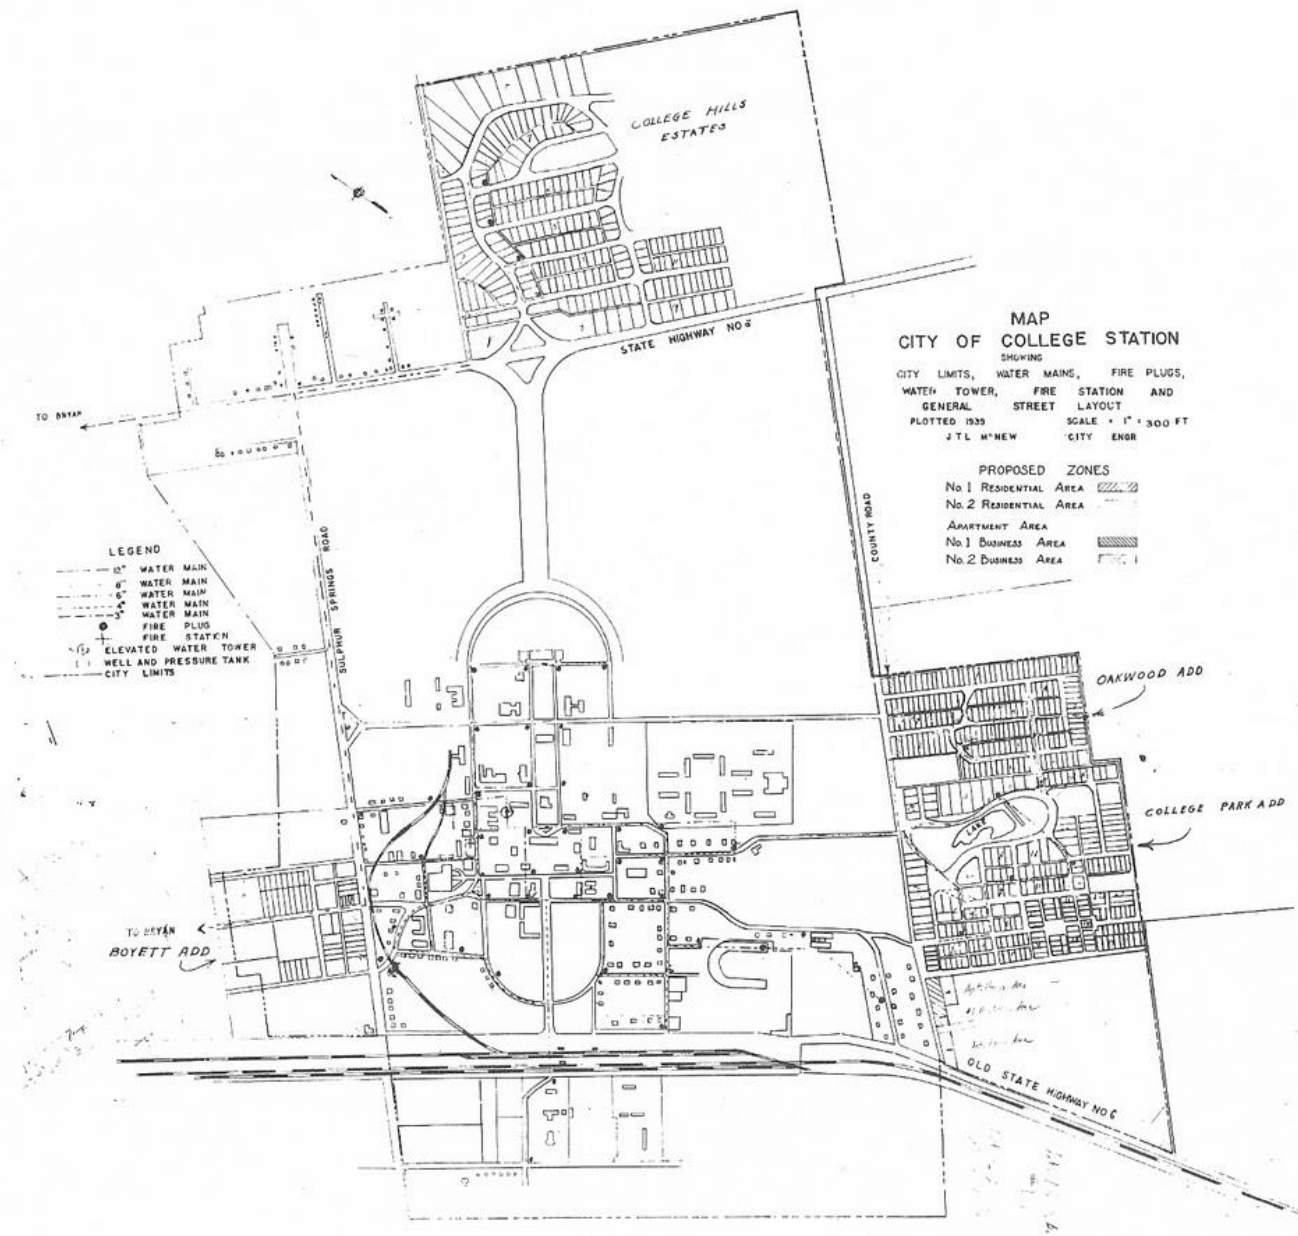 COLLEGE HILLS
ESTATES
STATE HIGHWAY NO 6
MAP
CITY OF COLLEGE STATION
SHOWING
CITY LIMITS, WATER MAINS, FIRE PLUGS,
WATER TOWER, FIRE STATION AND
GENERAL STREET LAYOUT
PLOTTED 1939 SCALE • 1" = 300 FT
J T L McNEW CITY ENGR
PROPOSED ZONES
No. 1 RESIDENTIAL AREA
No. 2 RESIDENTIAL AREA
APARTMENT AREA
No. 1 BUSINESS AREA
No. 2 BUSINESS AREA
TO BRYAN
COUNTY ROAD
SULPHUR SPRINGS ROAD
LEGEND
12" WATER MAIN
8" WATER MAIN
6" WATER MAIN
4" WATER MAIN
3" WATER MAIN
FIRE PLUG
FIRE STATION
ELEVATED WATER TOWER
WELL AND PRESSURE TANK
CITY LIMITS
OAKWOOD ADD
COLLEGE PARK ADD
LAKE
TO BRYAN
BOYETT ADD
OLD STATE HIGHWAY NO 6